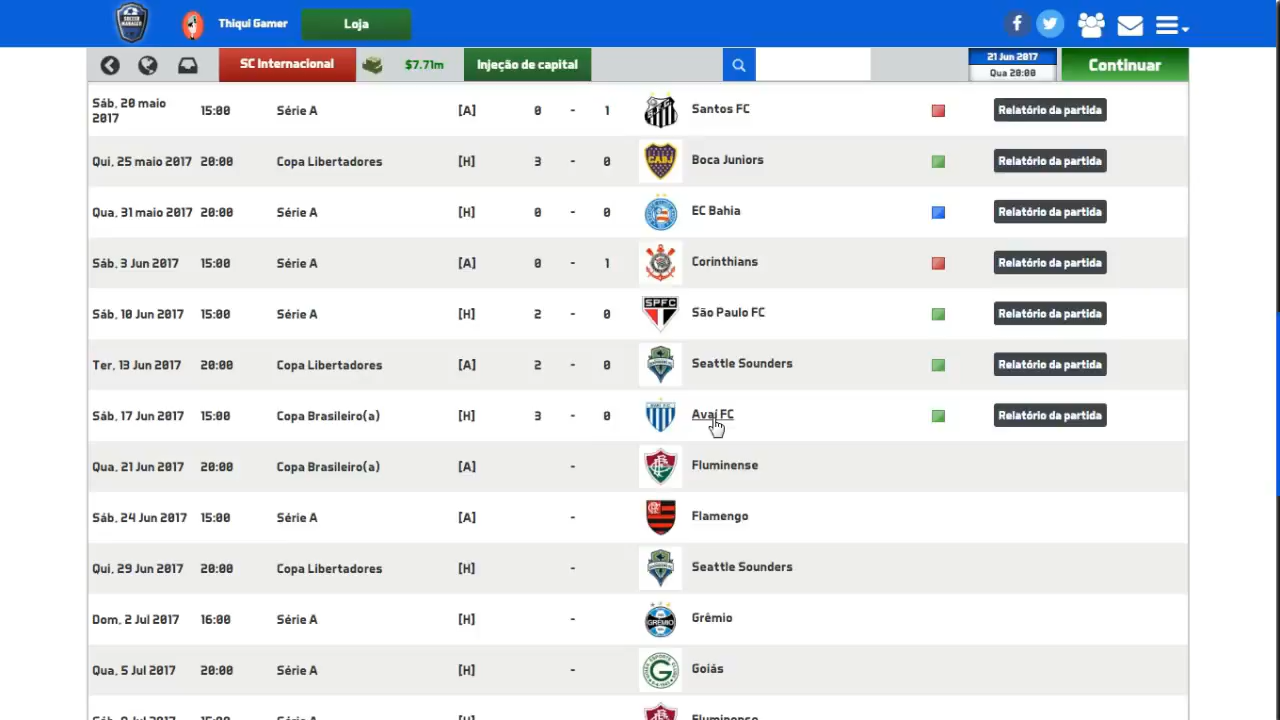 Thiqui Gamer
Loja
SC Internacional
$7.71m
Injeção de capital
21 Jun 2017
Qua 20:00
Continuar
Sáb, 20 maio 2017 15:00 Série A [A] 0 - 1 Santos FC Relatório da partida
Qui, 25 maio 2017 20:00 Copa Libertadores [H] 3 - 0 Boca Juniors Relatório da partida
Qua, 31 maio 2017 20:00 Série A [H] 0 - 0 EC Bahia Relatório da partida
Sáb, 3 Jun 2017 15:00 Série A [A] 0 - 1 Corinthians Relatório da partida
Sáb, 10 Jun 2017 15:00 Série A [H] 2 - 0 SPFC São Paulo FC Relatório da partida
Ter, 13 Jun 2017 20:00 Copa Libertadores [A] 2 - 0 Seattle Sounders Relatório da partida
Sáb, 17 Jun 2017 15:00 Copa Brasileiro(a) [H] 3 - 0 Avaí FC Relatório da partida
Qua, 21 Jun 2017 20:00 Copa Brasileiro(a) [A] - Fluminense
Sáb, 24 Jun 2017 15:00 Série A [A] - Flamengo
Qui, 29 Jun 2017 20:00 Copa Libertadores [H] - Seattle Sounders
Dom, 2 Jul 2017 16:00 Série A [H] - GRÊMIO Grêmio
Qua, 5 Jul 2017 20:00 Série A [H] - Goiás
Fluminense